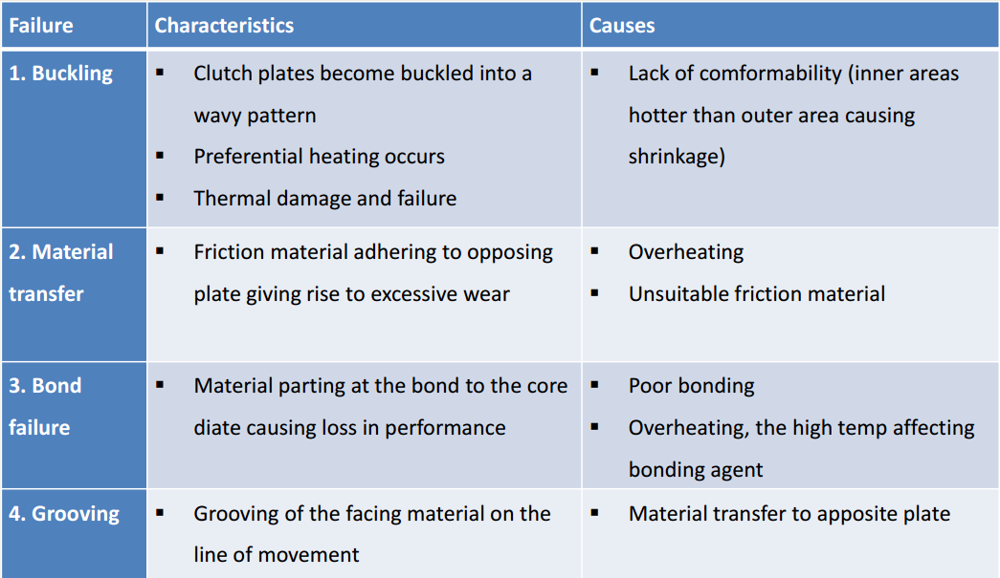 Failure
Characteristics
Causes
1. Buckling
▪ Clutch plates become buckled into a
wavy pattern
▪ Preferential heating occurs
▪ Thermal damage and failure
▪ Lack of comformability (inner areas
hotter than outer area causing
shrinkage)
2. Material
transfer
▪ Friction material adhering to opposing
plate giving rise to excessive wear
▪ Overheating
▪ Unsuitable friction material
3. Bond
failure
▪ Material parting at the bond to the core
diate causing loss in performance
▪ Poor bonding
▪ Overheating, the high temp affecting
bonding agent
4. Grooving
▪ Grooving of the facing material on the
line of movement
▪ Material transfer to apposite plate